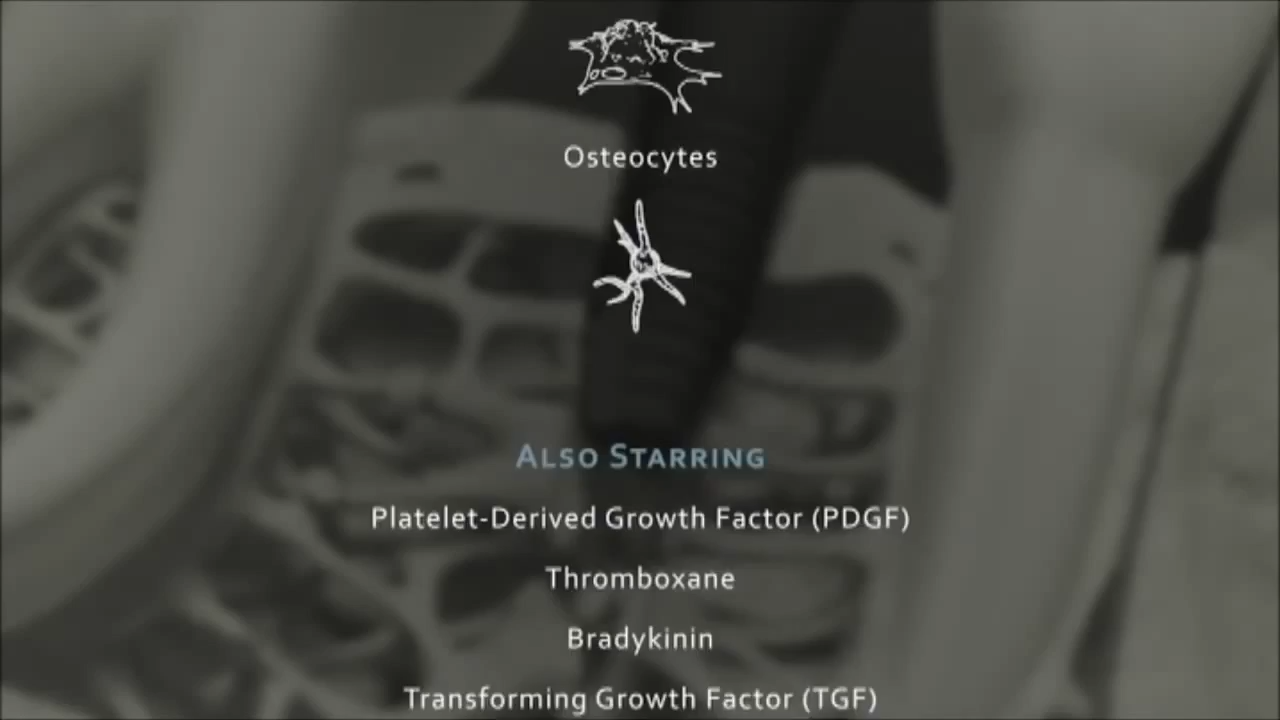 Osteocytes
Also Starring
Platelet-Derived Growth Factor (PDGF)
Thromboxane
Bradykinin
Transforming Growth Factor (TGF)